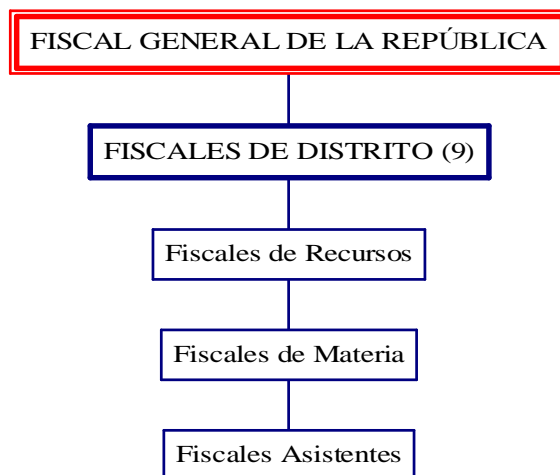 FISCAL GENERAL DE LA REPÚBLICA
FISCALES DE DISTRITO (9)
Fiscales de Recursos
Fiscales de Materia
Fiscales Asistentes